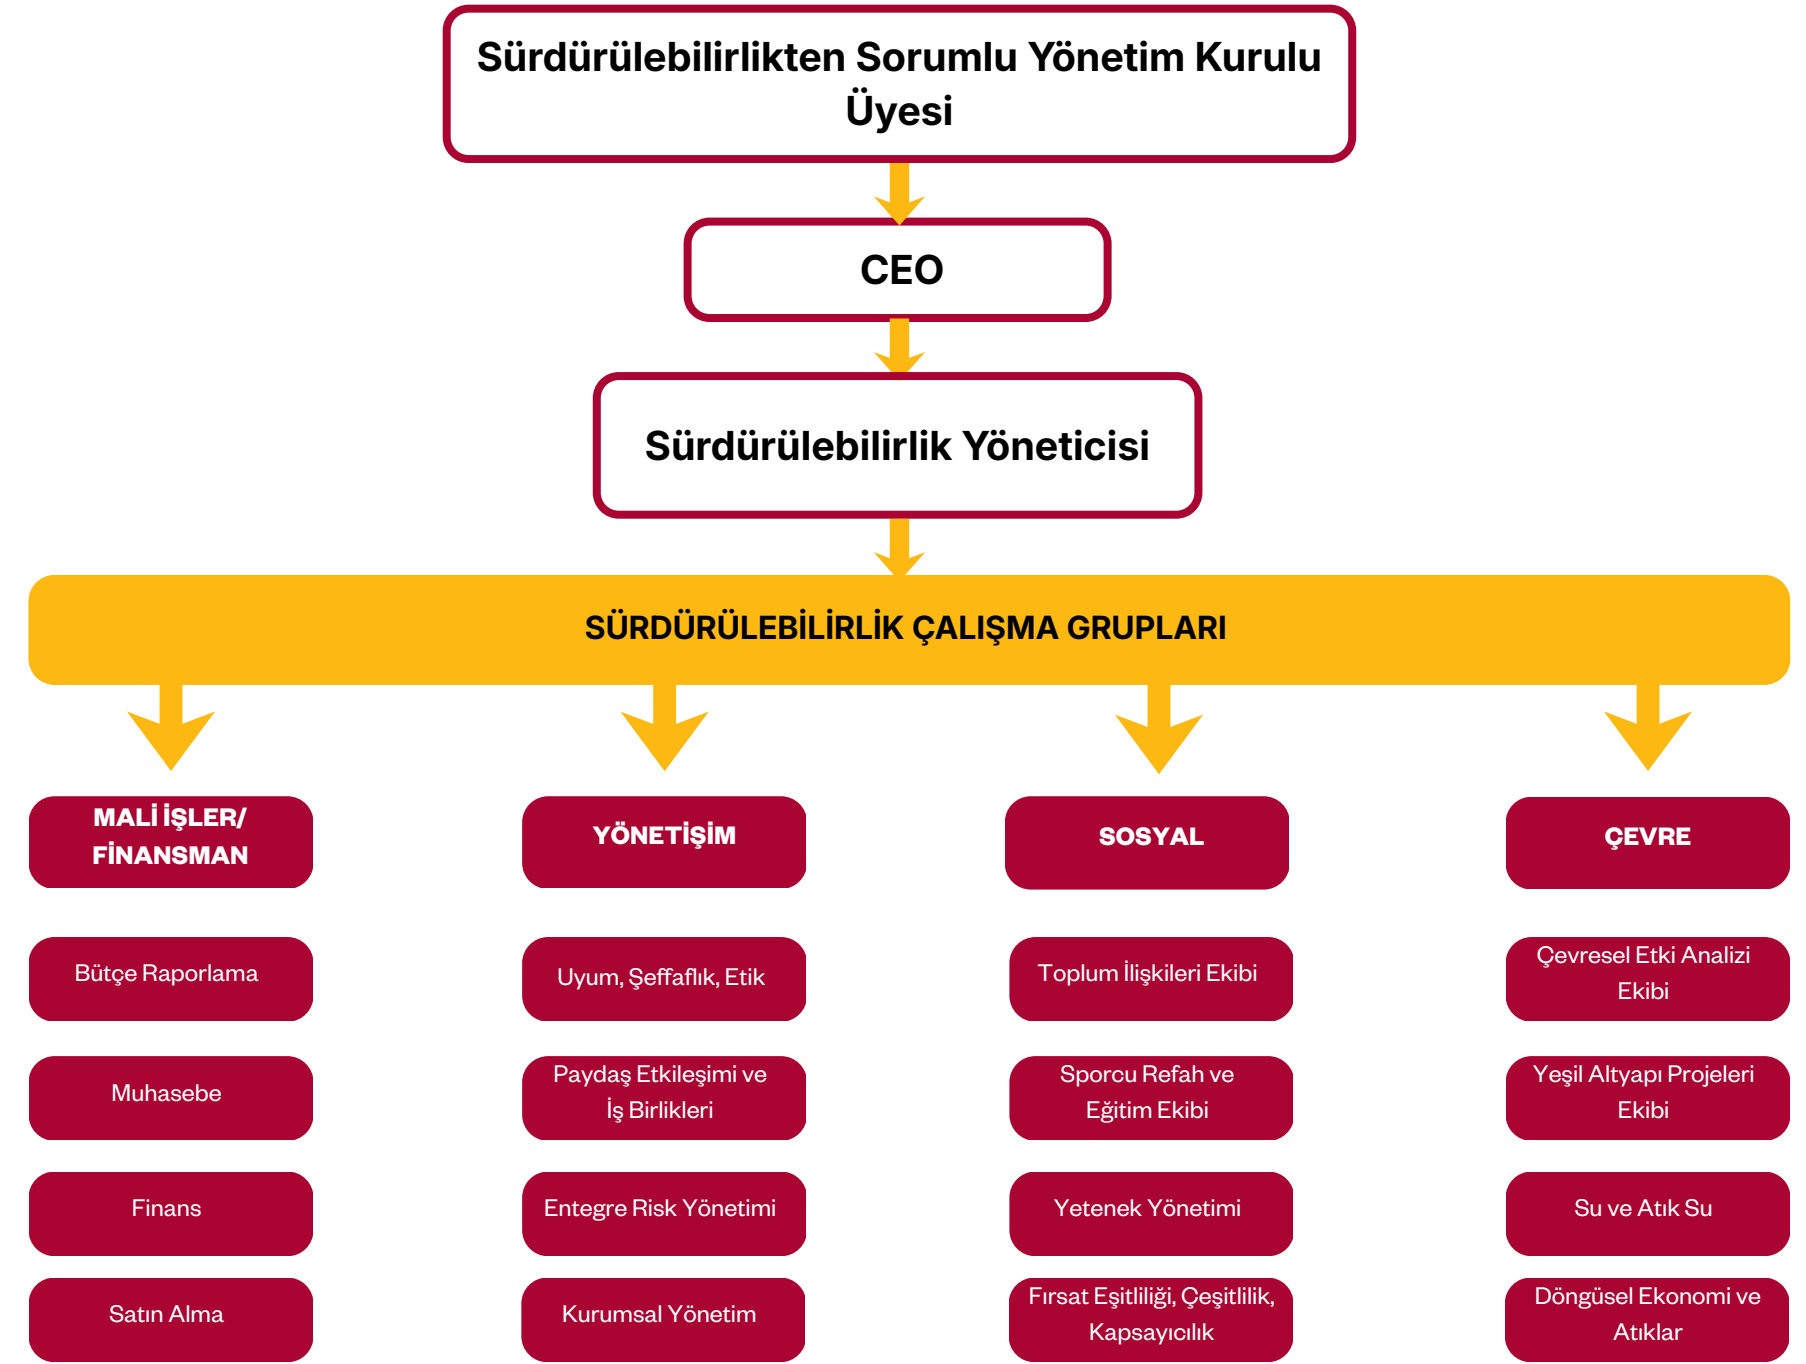 Sürdürülebilirlikten Sorumlu Yönetim Kurulu
Üyesi
CEO
Sürdürülebilirlik Yöneticisi
SÜRDÜRÜLEBİLİRLİK ÇALIŞMA GRUPLARI
MALİ İŞLER/
FİNANSMAN
Bütçe Raporlama
Muhasebe
Finans
Satın Alma
YÖNETİŞİM
Uyum, Şeffaflık, Etik
Paydaş Etkileşimi ve
İş Birlikleri
Entegre Risk Yönetimi
Kurumsal Yönetim
SOSYAL
Toplum İlişkileri Ekibi
Sporcu Refah ve
Eğitim Ekibi
Yetenek Yönetimi
Fırsat Eşitliliği, Çeşitlilik,
Kapsayıcılık
ÇEVRE
Çevresel Etki Analizi
Ekibi
Yeşil Altyapı Projeleri
Ekibi
Su ve Atık Su
Döngüsel Ekonomi ve
Atıklar